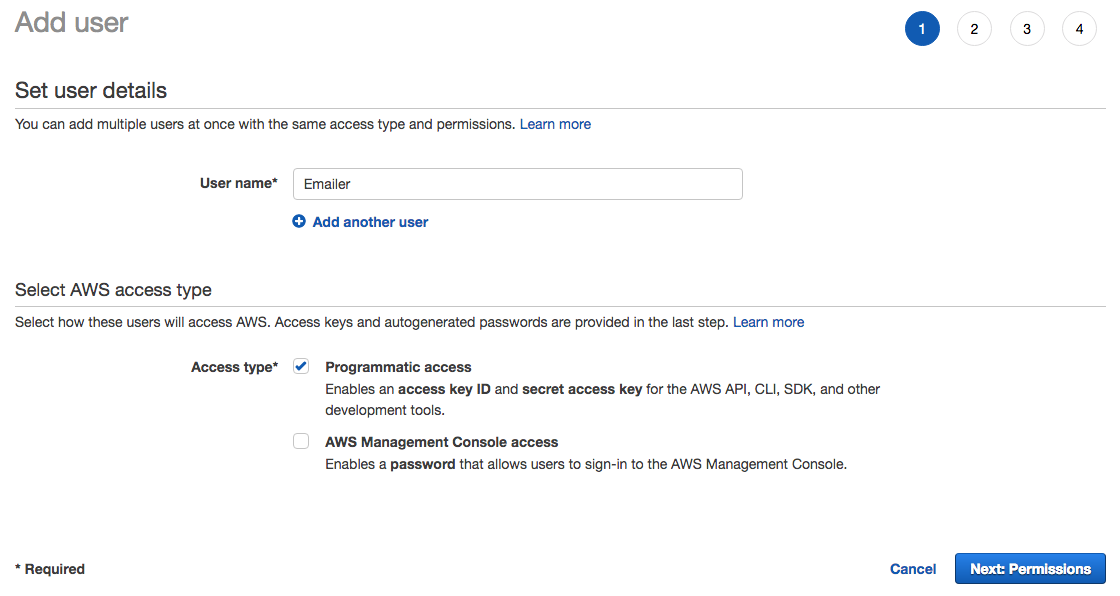 Add user
1 2 3 4
Set user details
You can add multiple users at once with the same access type and permissions. Learn more
User name* Emailer
Add another user
Select AWS access type
Select how these users will access AWS. Access keys and autogenerated passwords are provided in the last step. Learn more
Access type* Programmatic access
Enables an access key ID and secret access key for the AWS API, CLI, SDK, and other
development tools.
AWS Management Console access
Enables a password that allows users to sign-in to the AWS Management Console.
* Required Cancel Next: Permissions